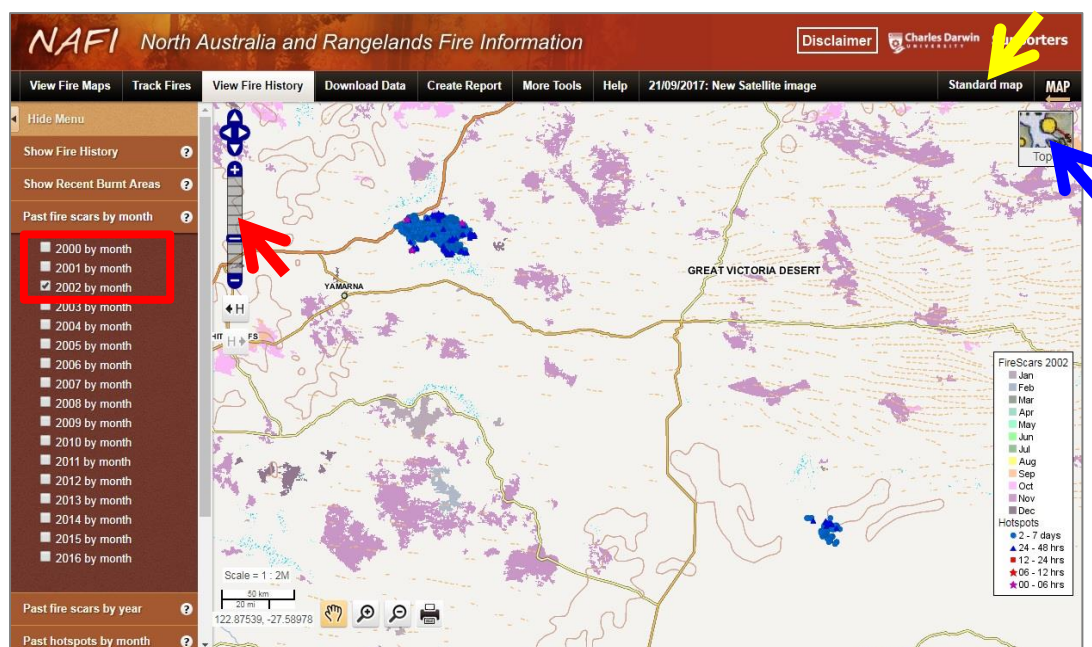 NAFI North Australia and Rangelands Fire Information
Disclaimer
Charles Darwin
UNIVERSITY
View Fire Maps Track Fires View Fire History Download Data Create Report More Tools Help 21/09/2017: New Satellite image Standard map MAP
Hide Menu
Show Fire History ?
Show Recent Burnt Areas ?
Past fire scars by month ?
2000 by month
2001 by month
2002 by month
2003 by month
2004 by month
2005 by month
2006 by month
2007 by month
2008 by month
2009 by month
2010 by month
2011 by month
2012 by month
2013 by month
2014 by month
2015 by month
2016 by month
Past fire scars by year ?
Past hotspots by month ?
H
H
YAMARNA
GREAT VICTORIA DESERT
Scale = 1 : 2M
50 km
20 mi
122.87539, -27.58978
FireScars 2002
Jan
Feb
Mar
Apr
May
Jun
Jul
Aug
Sep
Oct
Nov
Dec
Hotspots
2 - 7 days
24 - 48 hrs
12 - 24 hrs
06 - 12 hrs
00 - 06 hrs